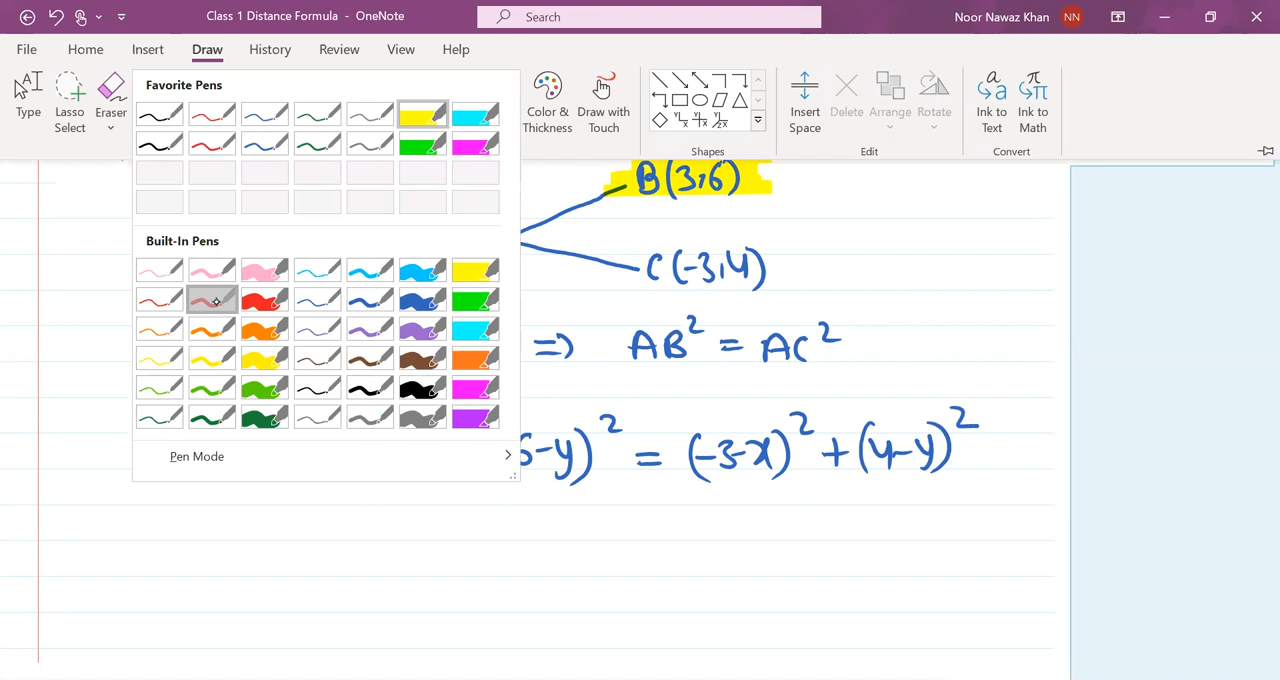 Class 1 Distance Formula - OneNote
Search
Noor Nawaz Khan NN
File Home Insert Draw History Review View Help
Type
Lasso Select
Eraser
Favorite Pens
Built-In Pens
Pen Mode
Color & Thickness
Draw with Touch
Shapes
Insert Space
Delete
Arrange
Rotate
Edit
Ink to Text
Ink to Math
Convert
B(3,6)
C(-3,4)
=> AB² = AC²
-y)² = (-3-x)² + (4-y)²